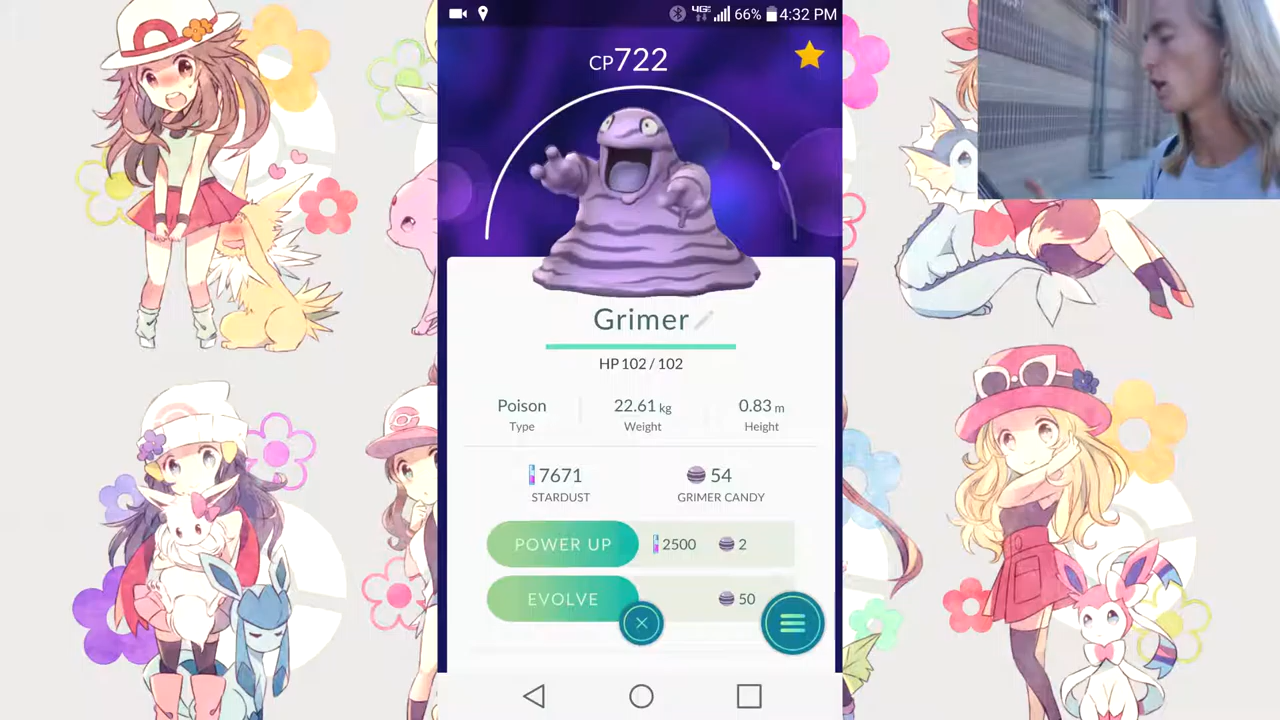 4G 66% 4:32 PM
CP722
Grimer
HP 102 / 102
Poison
22.61 kg
0.83 m
Type
Weight
Height
7671
54
STARDUST
GRIMER CANDY
POWER UP
2500
2
EVOLVE
50